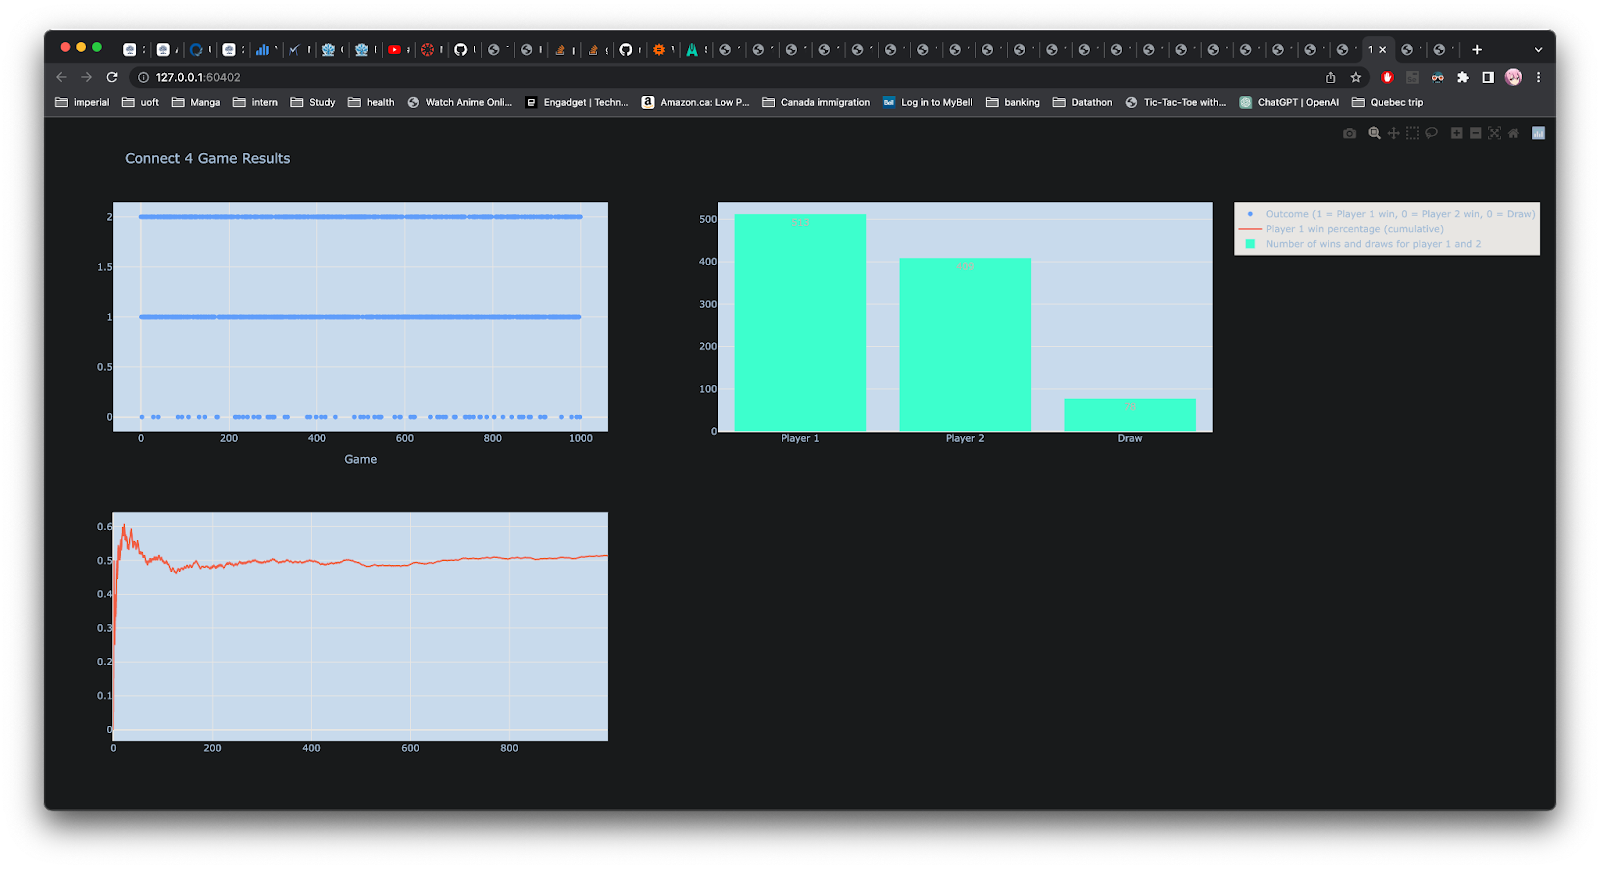 127.0.0.1:60402
imperial uoft Manga intern Study health Watch Anime Onli... Engadget | Techn... Amazon.ca: Low P... Canada immigration Bell Log in to MyBell banking Datathon Tic-Tac-Toe with... ChatGPT | OpenAI Quebec trip
Connect 4 Game Results
2
1.5
1
0.5
0
0 200 400 600 800 1000
Game
500
400
300
200
100
0
Player 1 Player 2 Draw
Outcome (1 = Player 1 win, 0 = Player 2 win, 0 = Draw)
Player 1 win percentage (cumulative)
Number of wins and draws for player 1 and 2
0.6
0.5
0.4
0.3
0.2
0.1
0
0 200 400 600 800